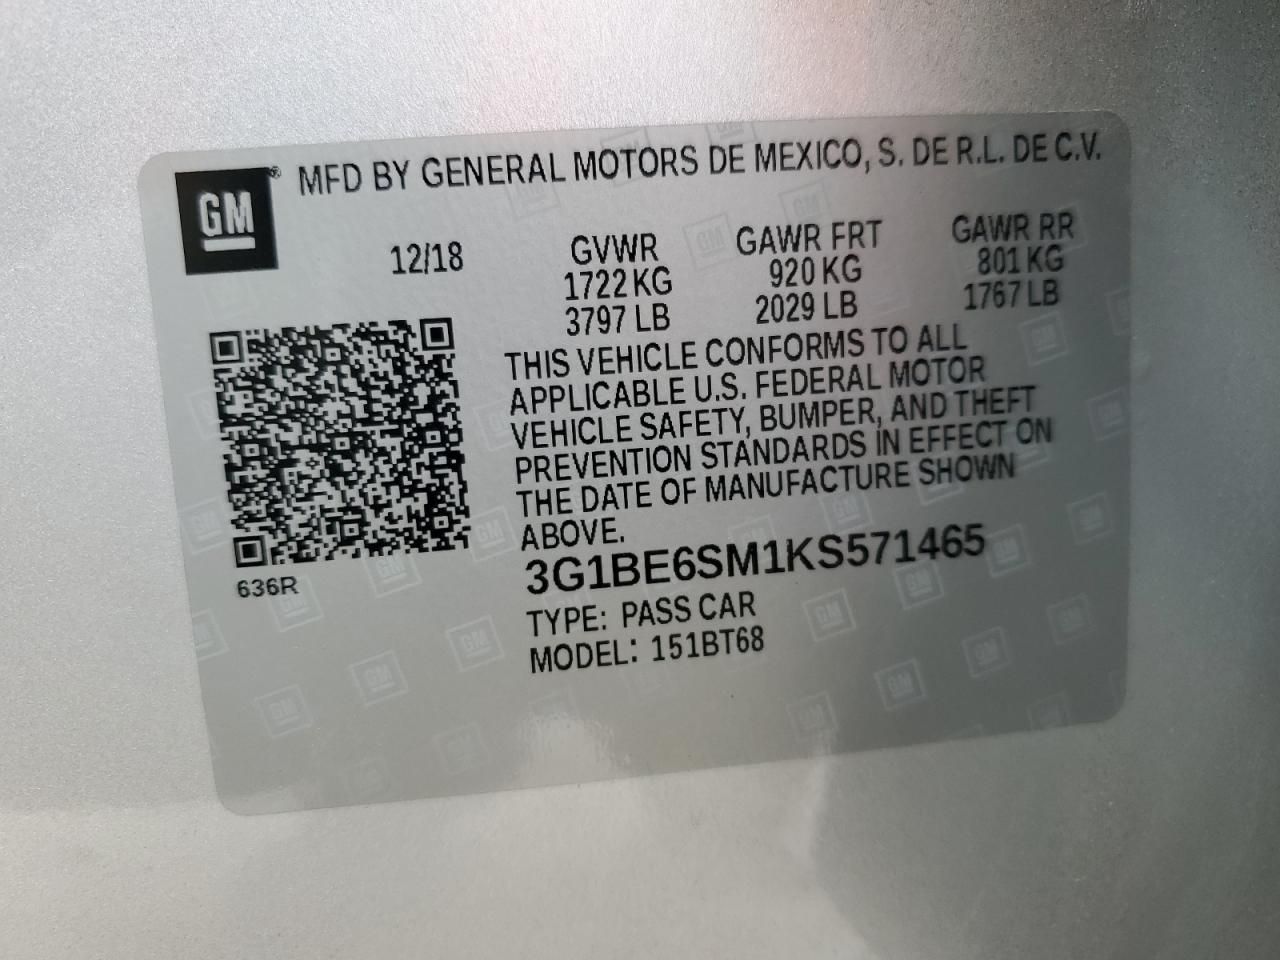 GM® MFD BY GENERAL MOTORS DE MEXICO, S. DE R.L. DE C.V.
12/18 GVWR GAWR FRT GAWR RR
1722 KG 920 KG 801 KG
3797 LB 2029 LB 1767 LB
THIS VEHICLE CONFORMS TO ALL
APPLICABLE U.S. FEDERAL MOTOR
VEHICLE SAFETY, BUMPER, AND THEFT
PREVENTION STANDARDS IN EFFECT ON
THE DATE OF MANUFACTURE SHOWN
ABOVE.
3G1BE6SM1KS571465
636R
TYPE: PASS CAR
MODEL: 151BT68